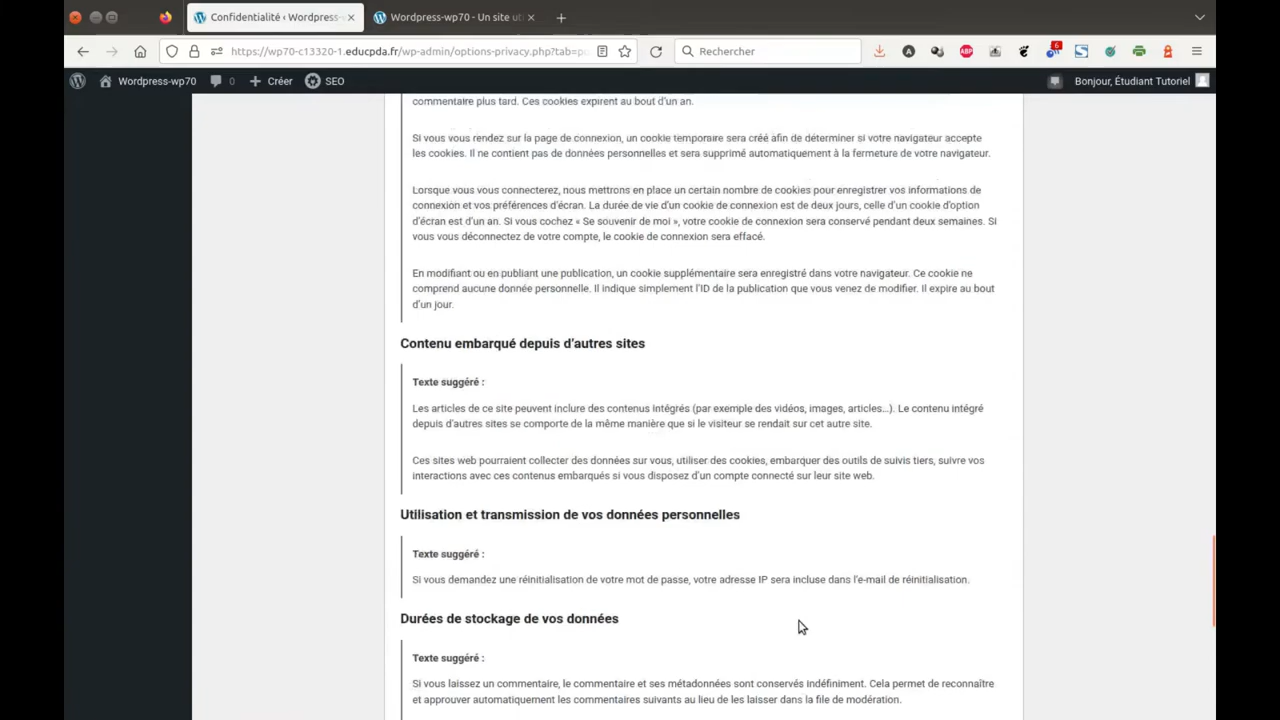 Confidentialité ‹ Wordpress-
Wordpress-wp70 - Un site ut
https://wp70-c13320-1.educpda.fr/wp-admin/options-privacy.php?tab=po
Rechercher
ABP
6
Wordpress-wp70
0
Créer
SEO
Bonjour, Étudiant Tutoriel
commentaire plus tard. Ces cookies expirent au bout d’un an.
Si vous vous rendez sur la page de connexion, un cookie temporaire sera créé afin de déterminer si votre navigateur accepte
les cookies. Il ne contient pas de données personnelles et sera supprimé automatiquement à la fermeture de votre navigateur.
Lorsque vous vous connecterez, nous mettrons en place un certain nombre de cookies pour enregistrer vos informations de
connexion et vos préférences d’écran. La durée de vie d’un cookie de connexion est de deux jours, celle d’un cookie d’option
d’écran est d’un an. Si vous cochez « Se souvenir de moi », votre cookie de connexion sera conservé pendant deux semaines. Si
vous vous déconnectez de votre compte, le cookie de connexion sera effacé.
En modifiant ou en publiant une publication, un cookie supplémentaire sera enregistré dans votre navigateur. Ce cookie ne
comprend aucune donnée personnelle. Il indique simplement l’ID de la publication que vous venez de modifier. Il expire au bout
d’un jour.
Contenu embarqué depuis d’autres sites
Texte suggéré :
Les articles de ce site peuvent inclure des contenus intégrés (par exemple des vidéos, images, articles…). Le contenu intégré
depuis d’autres sites se comporte de la même manière que si le visiteur se rendait sur cet autre site.
Ces sites web pourraient collecter des données sur vous, utiliser des cookies, embarquer des outils de suivis tiers, suivre vos
interactions avec ces contenus embarqués si vous disposez d’un compte connecté sur leur site web.
Utilisation et transmission de vos données personnelles
Texte suggéré :
Si vous demandez une réinitialisation de votre mot de passe, votre adresse IP sera incluse dans l’e-mail de réinitialisation.
Durées de stockage de vos données
Texte suggéré :
Si vous laissez un commentaire, le commentaire et ses métadonnées sont conservés indéfiniment. Cela permet de reconnaître
et approuver automatiquement les commentaires suivants au lieu de les laisser dans la file de modération.